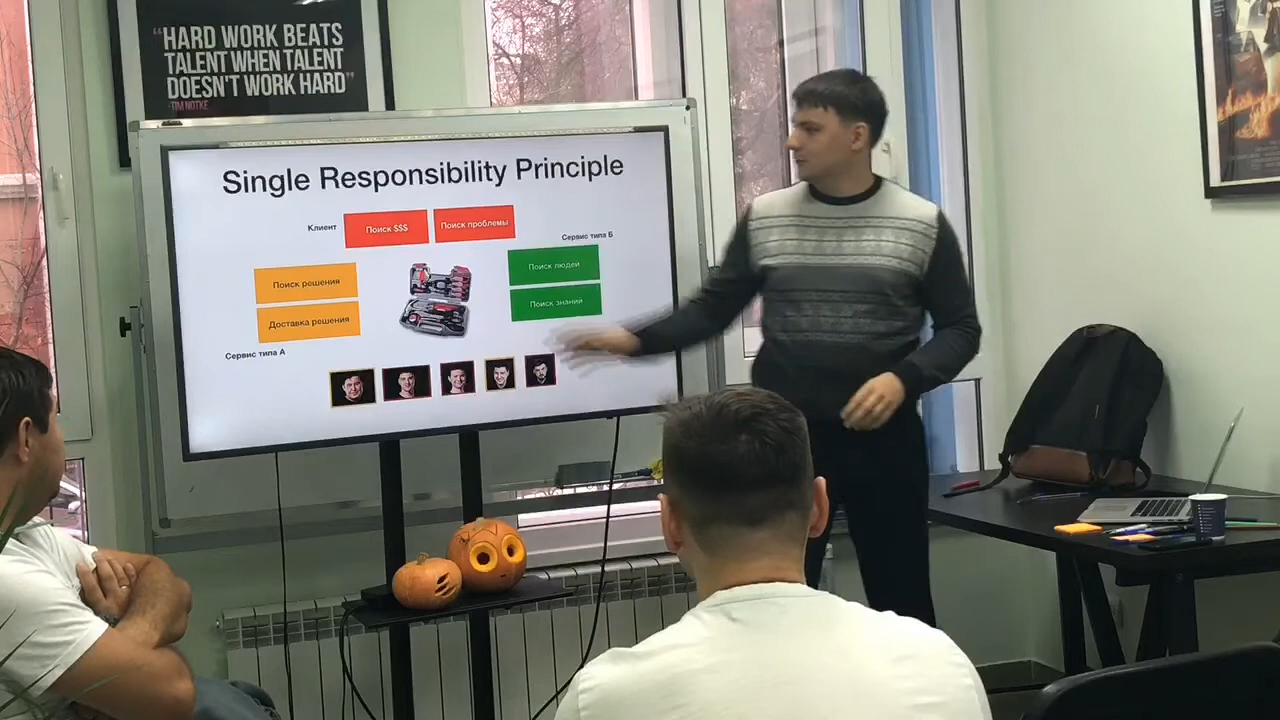 “HARD WORK BEATS
TALENT WHEN TALENT
DOESN'T WORK HARD”
-TIM NOTKE
Single Responsibility Principle
Клиент
Поиск $$$
Поиск проблемы
Сервис типа Б
Поиск решения
Поиск людей
Доставка решения
Поиск знаний
Сервис типа А